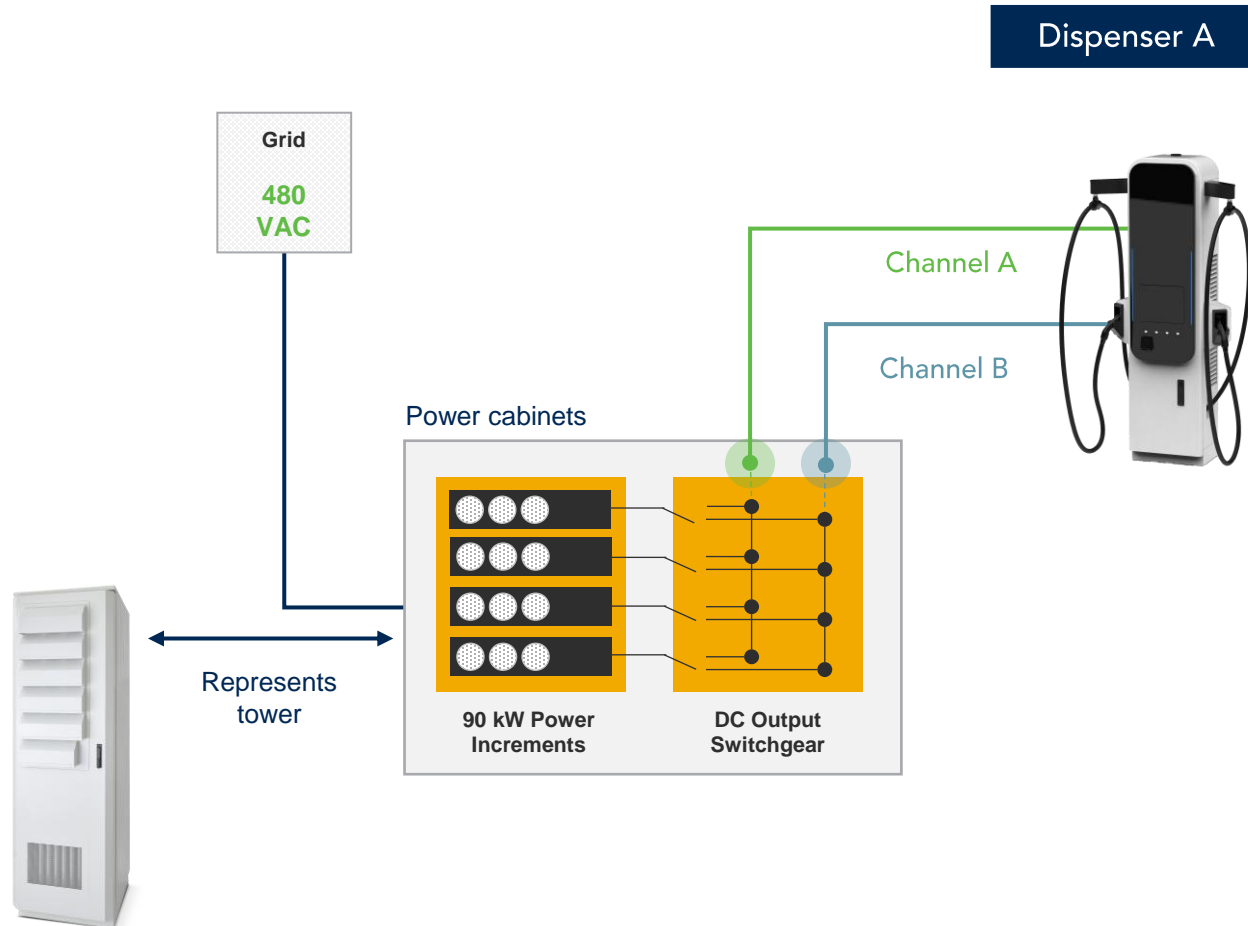 Dispenser A
Grid
480
VAC
Channel A
Channel B
Power cabinets
Represents
tower
90 kW Power
Increments
DC Output
Switchgear